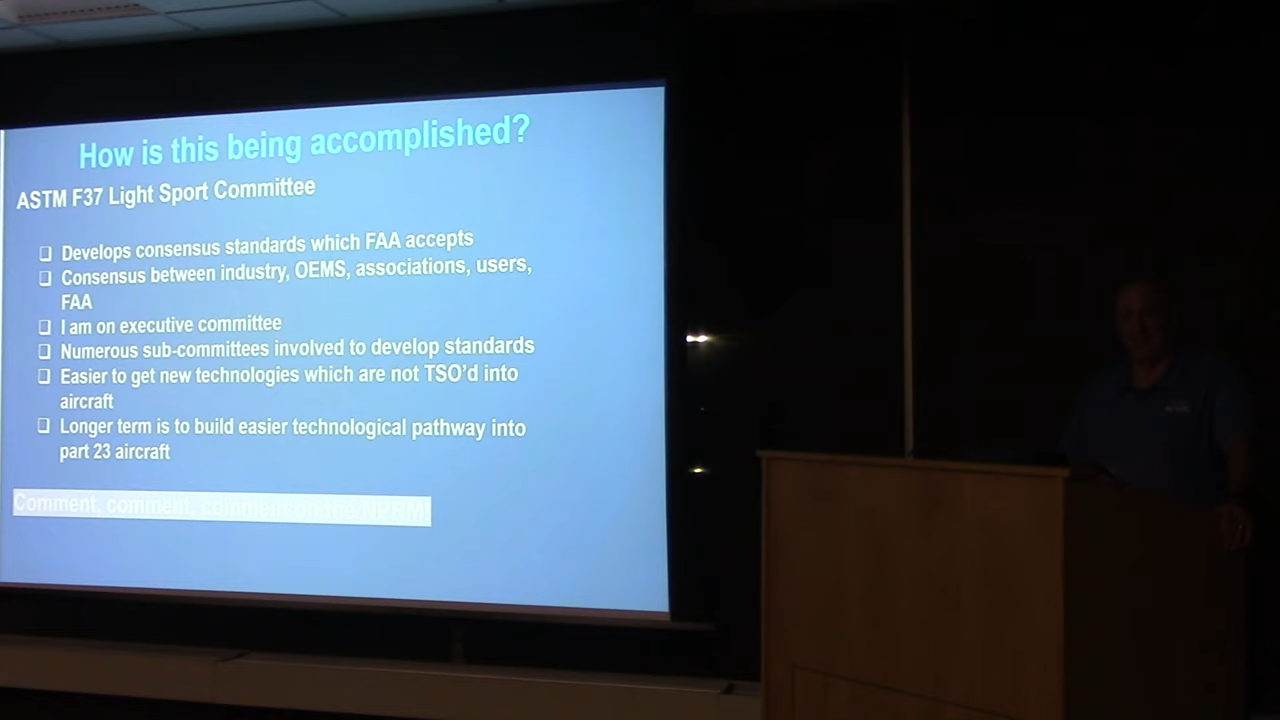 How is this being accomplished?
ASTM F37 Light Sport Committee
❑ Develops consensus standards which FAA accepts
❑ Consensus between industry, OEMS, associations, users,
FAA
❑ I am on executive committee
❑ Numerous sub-committees involved to develop standards
❑ Easier to get new technologies which are not TSO'd into
aircraft
❑ Longer term is to build easier technological pathway into
part 23 aircraft
Comment, comment, comment on the NPRM!